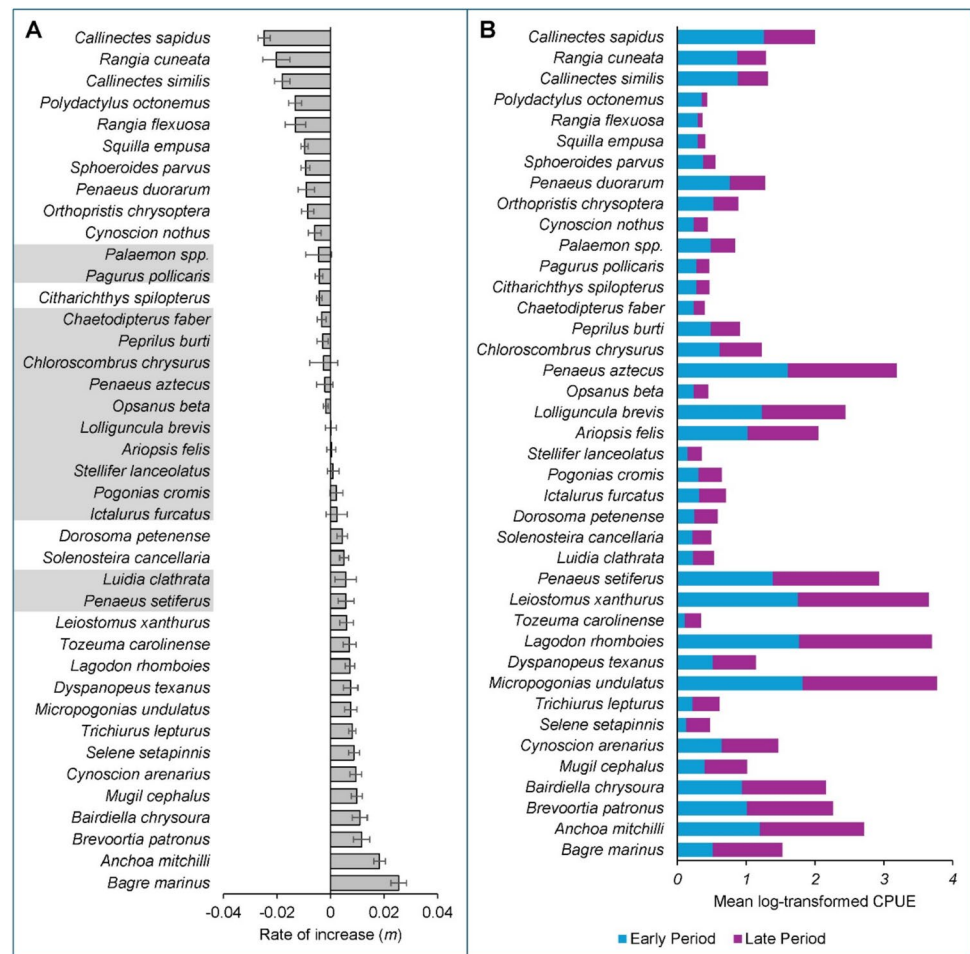 A
Callinectes sapidus
Rangia cuneata
Callinectes similis
Polydactylus octonemus
Rangia flexuosa
Squilla empusa
Sphoeroides parvus
Penaeus duorarum
Orthopristis chrysoptera
Cynoscion nothus
Palaemon spp.
Pagurus pollicaris
Citharichthys spilopterus
Chaetodipterus faber
Peprilus burti
Chloroscombrus chrysurus
Penaeus aztecus
Opsanus beta
Lolliguncula brevis
Ariopsis felis
Stellifer lanceolatus
Pogonias cromis
Ictalurus furcatus
Dorosoma petenense
Solenosteira cancellaria
Luidia clathrata
Penaeus setiferus
Leiostomus xanthurus
Tozeuma carolinense
Lagodon rhomboies
Dyspanopeus texanus
Micropogonias undulatus
Trichiurus lepturus
Selene setapinnis
Cynoscion arenarius
Mugil cephalus
Bairdiella chrysoura
Brevoortia patronus
Anchoa mitchilli
Bagre marinus
-0.04 -0.02 0 0.02 0.04
Rate of increase (m)
B
Callinectes sapidus
Rangia cuneata
Callinectes similis
Polydactylus octonemus
Rangia flexuosa
Squilla empusa
Sphoeroides parvus
Penaeus duorarum
Orthopristis chrysoptera
Cynoscion nothus
Palaemon spp.
Pagurus pollicaris
Citharichthys spilopterus
Chaetodipterus faber
Peprilus burti
Chloroscombrus chrysurus
Penaeus aztecus
Opsanus beta
Lolliguncula brevis
Ariopsis felis
Stellifer lanceolatus
Pogonias cromis
Ictalurus furcatus
Dorosoma petenense
Solenosteira cancellaria
Luidia clathrata
Penaeus setiferus
Leiostomus xanthurus
Tozeuma carolinense
Lagodon rhomboies
Dyspanopeus texanus
Micropogonias undulatus
Trichiurus lepturus
Selene setapinnis
Cynoscion arenarius
Mugil cephalus
Bairdiella chrysoura
Brevoortia patronus
Anchoa mitchilli
Bagre marinus
0 1 2 3 4
Mean log-transformed CPUE
Early Period Late Period